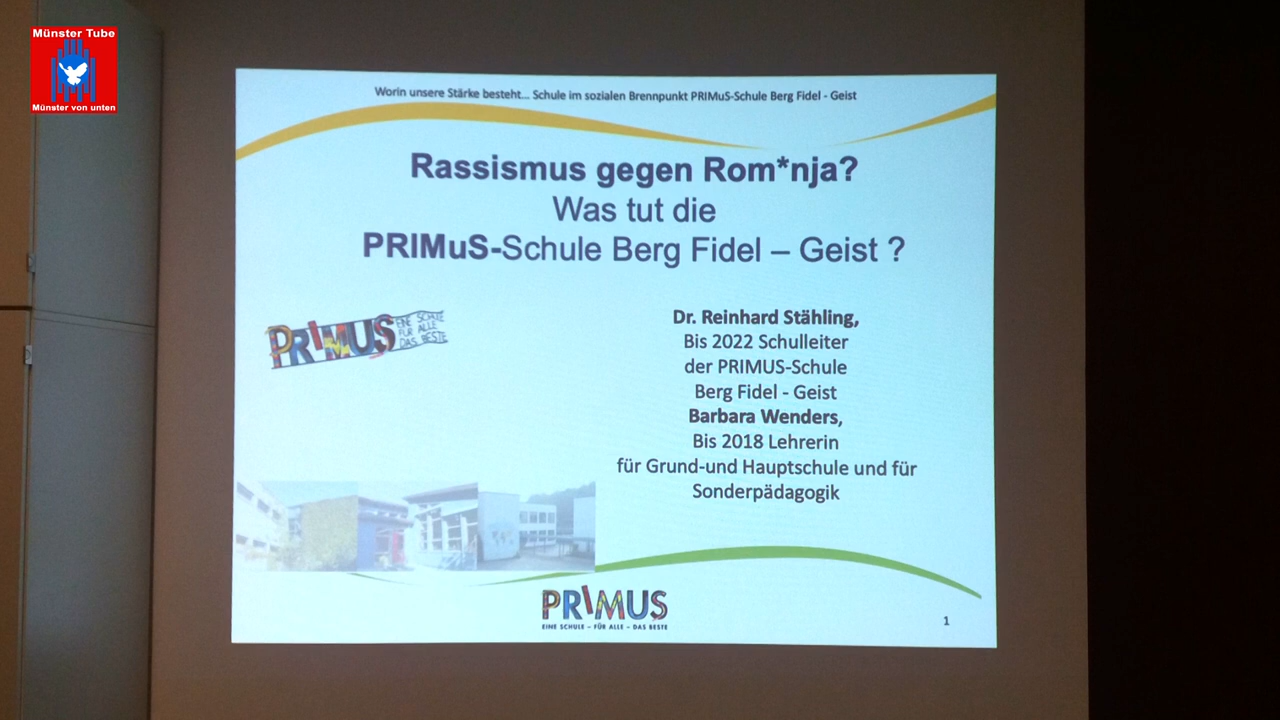 Münster Tube
Münster von unten
Worin unsere Stärke besteht... Schule im sozialen Brennpunkt PRIMuS-Schule Berg Fidel - Geist
Rassismus gegen Rom*nja?
Was tut die
PRIMuS-Schule Berg Fidel – Geist ?
PRIMUS
EINE SCHULE
FÜR ALLE
DAS BESTE
Dr. Reinhard Stähling,
Bis 2022 Schulleiter
der PRIMUS-Schule
Berg Fidel - Geist
Barbara Wenders,
Bis 2018 Lehrerin
für Grund-und Hauptschule und für
Sonderpädagogik
PRIMUS
EINE SCHULE – FÜR ALLE – DAS BESTE
1